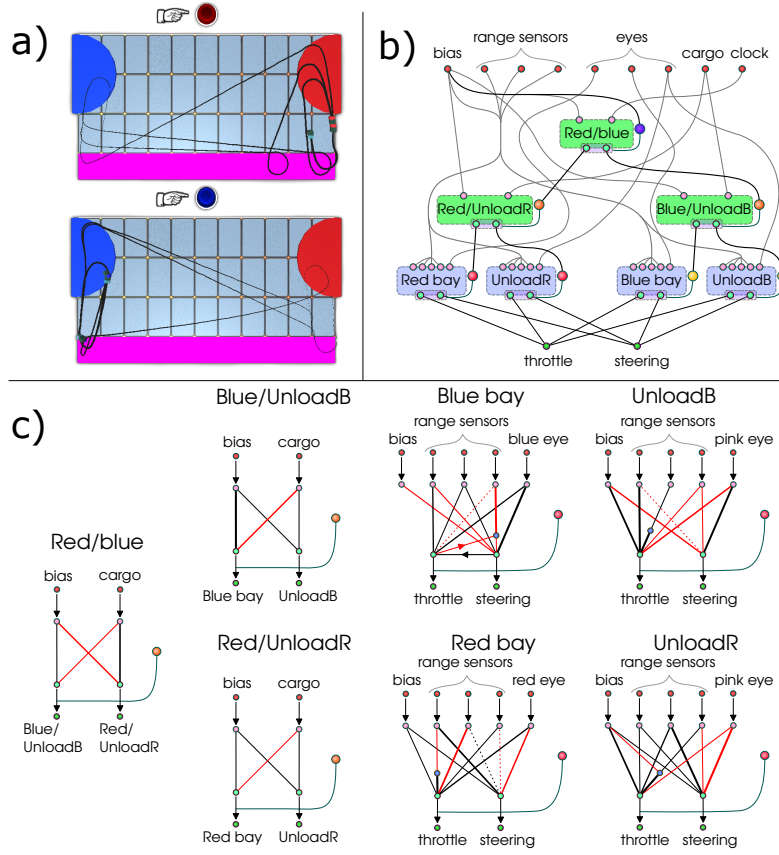 a)
b)
range sensors
eyes
bias
cargo
clock
Red/blue
Red/UnloadR
Blue/UnloadB
Red bay
UnloadR
Blue bay
UnloadB
throttle
steering
c)
Blue/UnloadB
bias
cargo
Blue bay
UnloadB
Blue bay
range sensors
bias
blue eye
throttle
steering
UnloadB
range sensors
bias
pink eye
throttle
steering
Red/blue
bias
cargo
Blue/
UnloadB
Red/
UnloadR
Red/UnloadR
bias
cargo
Red bay
UnloadR
Red bay
range sensors
bias
red eye
throttle
steering
UnloadR
range sensors
bias
pink eye
throttle
steering